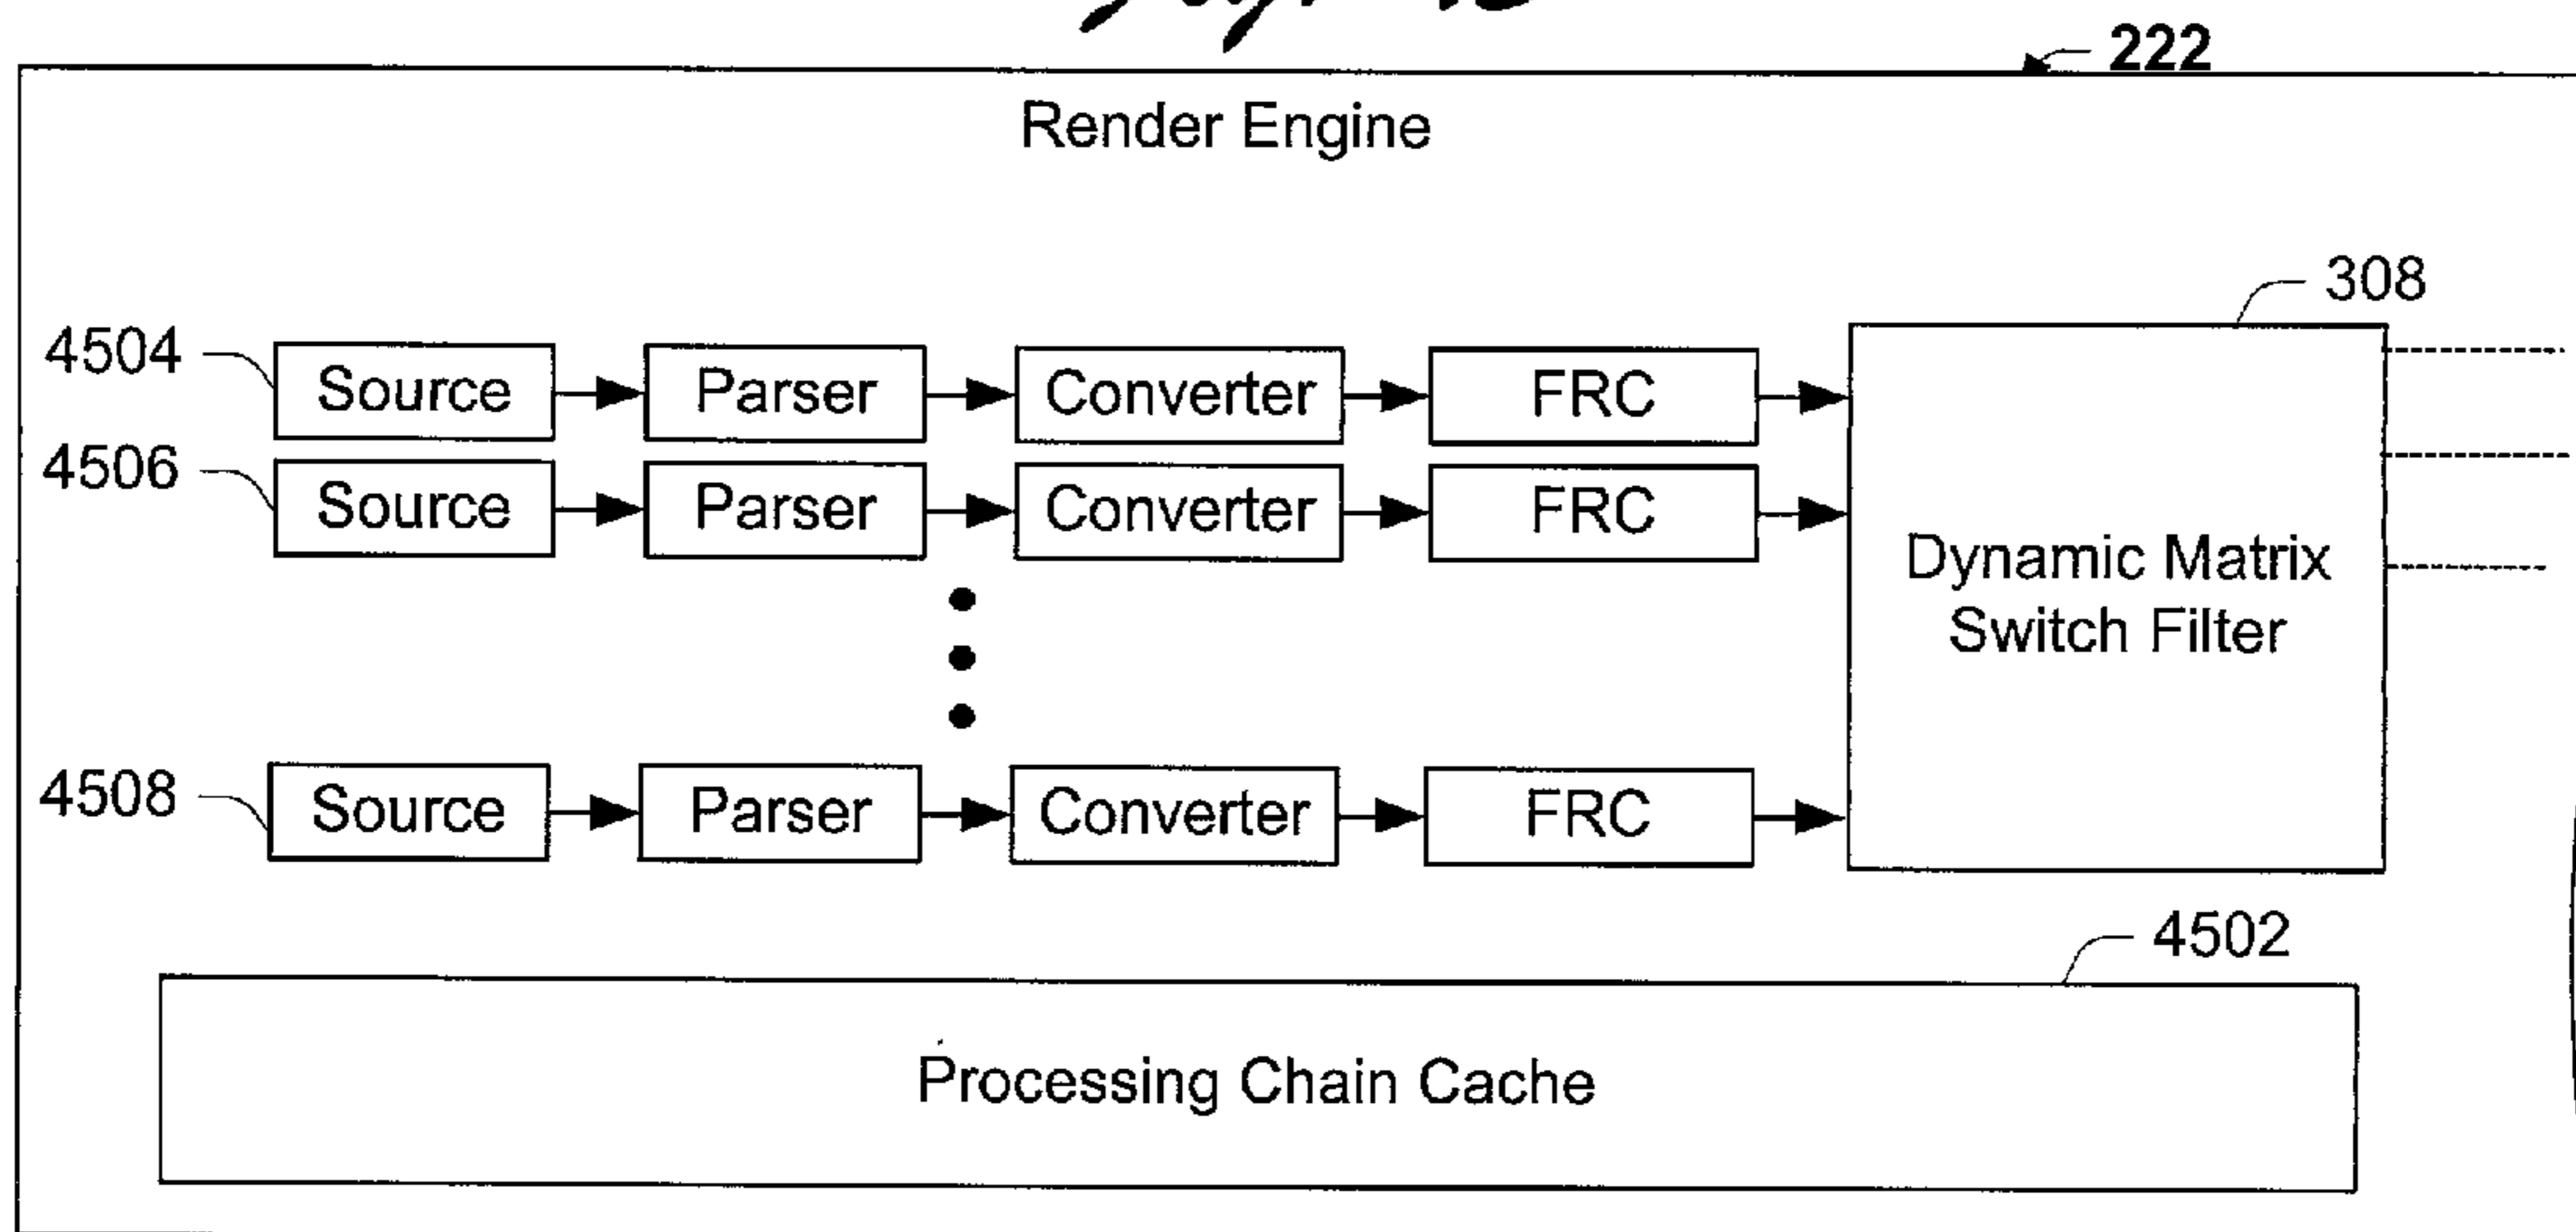 222
Render Engine
308
4504 Source Parser Converter FRC
4506 Source Parser Converter FRC
Dynamic Matrix
Switch Filter
4508 Source Parser Converter FRC
4502
Processing Chain Cache